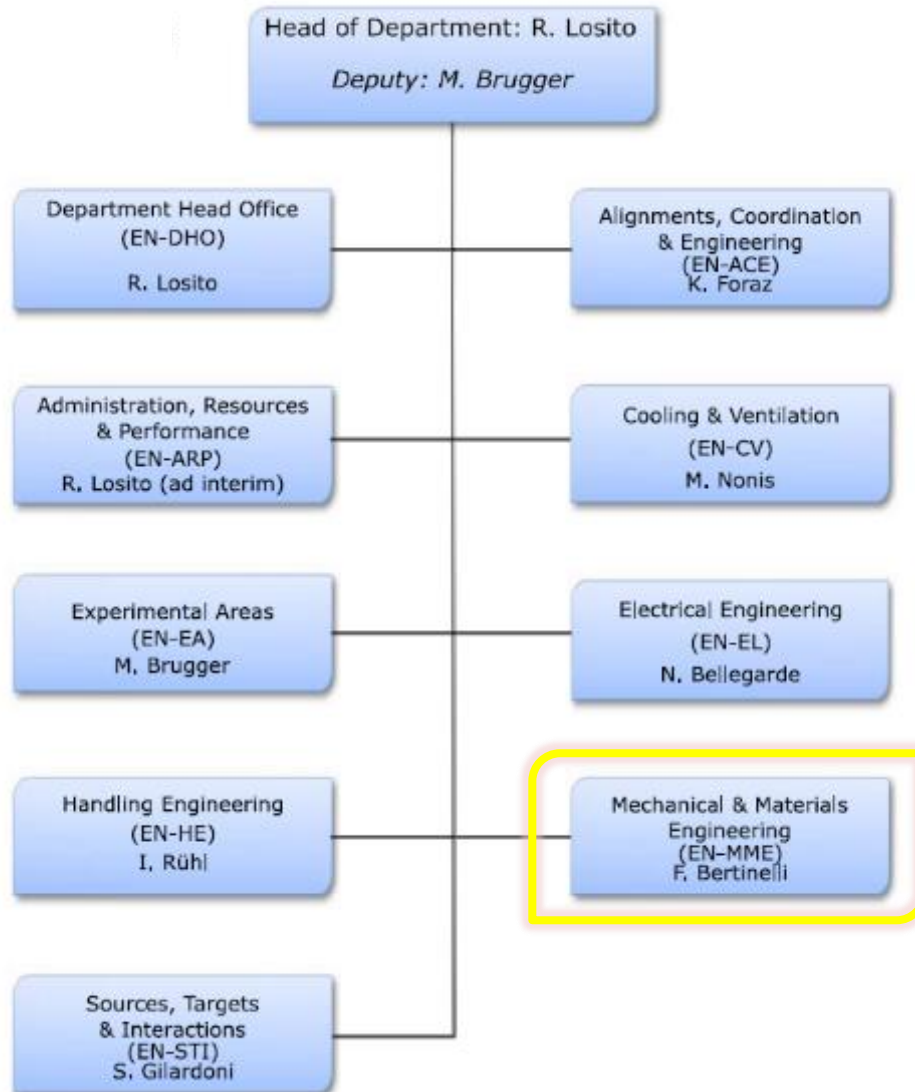 Head of Department: R. Losito
Deputy: M. Brugger
Department Head Office
(EN-DHO)
R. Losito
Alignments, Coordination
& Engineering
(EN-ACE)
K. Foraz
Administration, Resources
& Performance
(EN-ARP)
R. Losito (ad interim)
Cooling & Ventilation
(EN-CV)
M. Nonis
Experimental Areas
(EN-EA)
M. Brugger
Electrical Engineering
(EN-EL)
N. Bellegarde
Handling Engineering
(EN-HE)
I. Rühl
Mechanical & Materials
Engineering
(EN-MME)
F. Bertinelli
Sources, Targets
& Interactions
(EN-STI)
S. Gilardoni